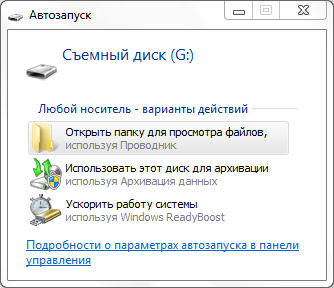 Автозапуск
Съемный диск (G:)
Любой носитель - варианты действий
Открыть папку для просмотра файлов,
используя Проводник
Использовать этот диск для архивации
используя Архивация данных
Ускорить работу системы
используя Windows ReadyBoost
Подробности о параметрах автозапуска в панели
управления